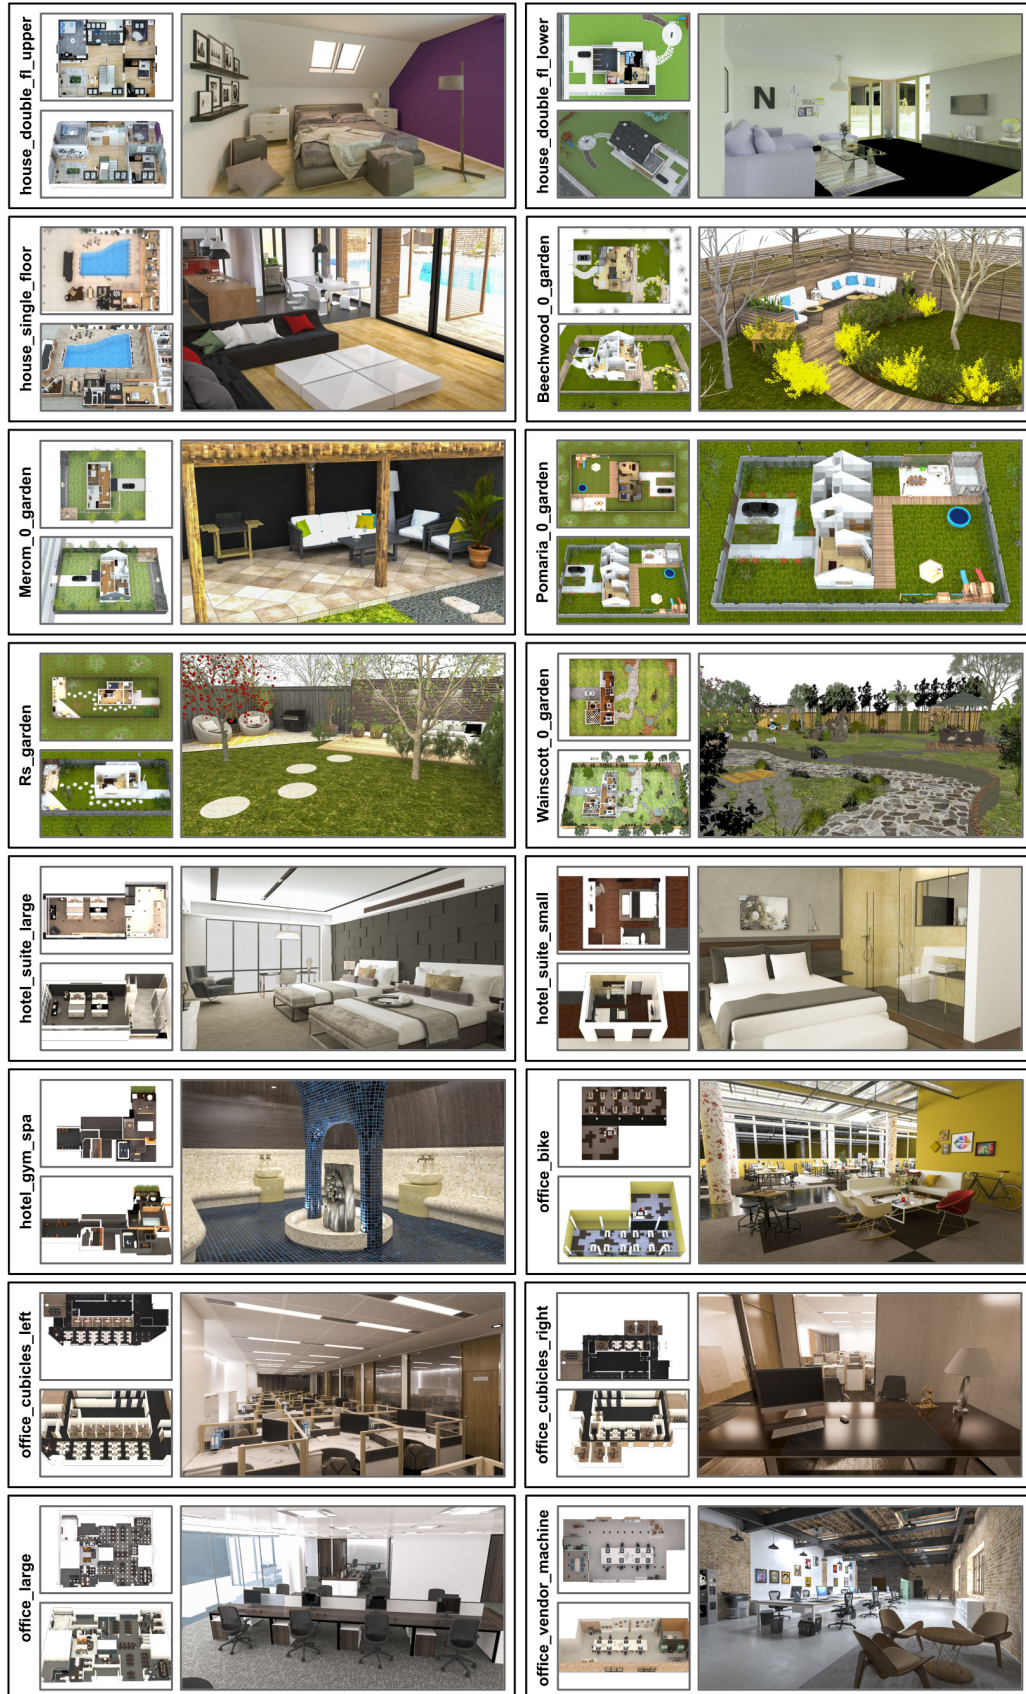 house_double_fl_upper
house_double_fl_lower
N
house_single_floor
Beechwood_0_garden
Merom_0_garden
Pomaria_0_garden
Rs_garden
Wainscott_0_garden
hotel_suite_large
hotel_suite_small
hotel_gym_spa
office_bike
office_cubicles_left
office_cubicles_right
office_large
office_vendor_machine